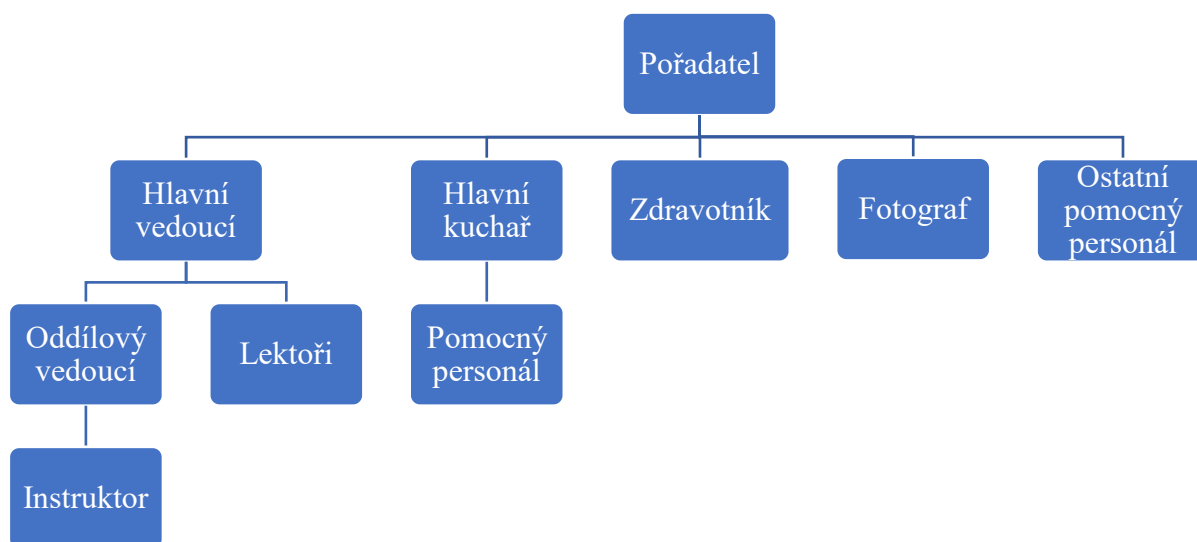 Pořadatel
Hlavní
vedoucí
Hlavní
kuchař
Zdravotník
Fotograf
Ostatní
pomocný
personál
Oddílový
vedoucí
Lektoři
Pomocný
personál
Instruktor